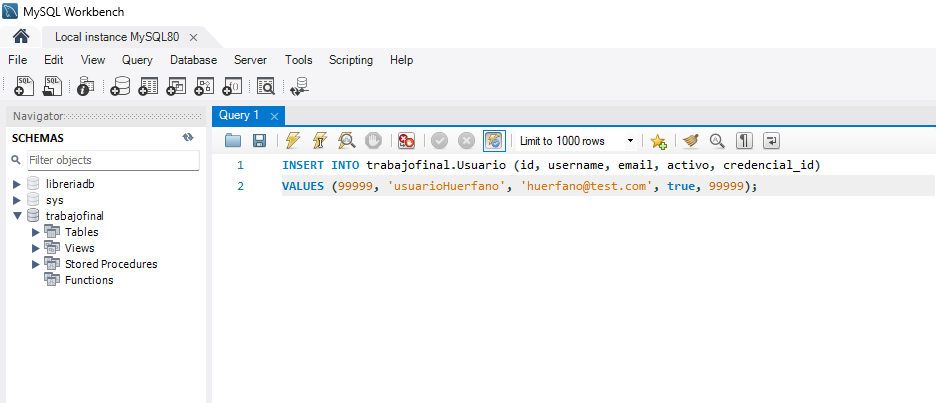 MySQL Workbench
Local instance MySQL80
File Edit View Query Database Server Tools Scripting Help
Navigator
SCHEMAS
Filter objects
libreriadb
sys
trabajofinal
Tables
Views
Stored Procedures
Functions
Query 1
Limit to 1000 rows
1 INSERT INTO trabajofinal.Usuario (id, username, email, activo, credencial_id)
2 VALUES (99999, 'usuarioHuerfano', 'huerfano@test.com', true, 99999);